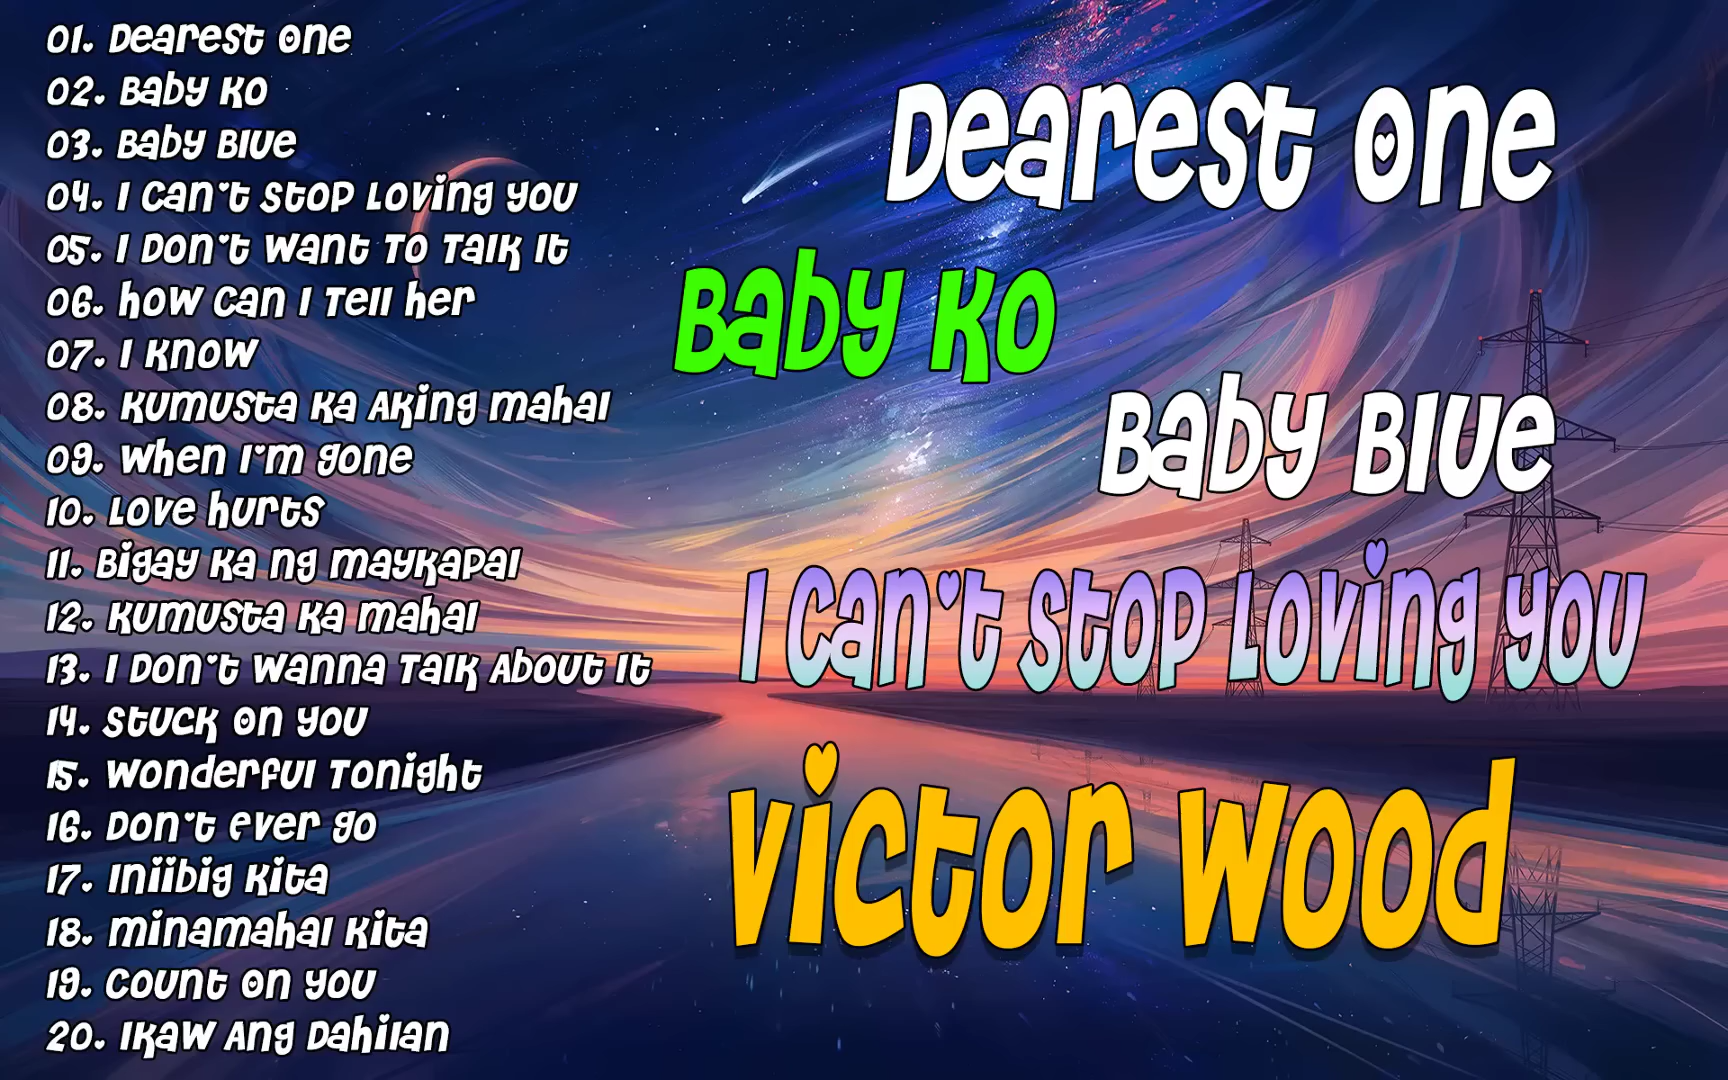 01. Dearest One
02. Baby Ko
03. Baby Blue
04. I Can't Stop Loving You
05. I Don't Want To Talk It
06. How Can I Tell Her
07. I Know
08. Kumusta Ka Aking Mahal
09. When I'm Gone
10. Love Hurts
11. Bigay Ka Ng Maykapal
12. Kumusta Ka Mahal
13. I Don't Wanna Talk About It
14. Stuck On You
15. Wonderful Tonight
16. Don't Ever Go
17. Iniibig Kita
18. Minamahal Kita
19. Count On You
20. Ikaw Ang Dahilan
Dearest One
Baby Ko
Baby Blue
I Can't Stop Loving You
Victor Wood